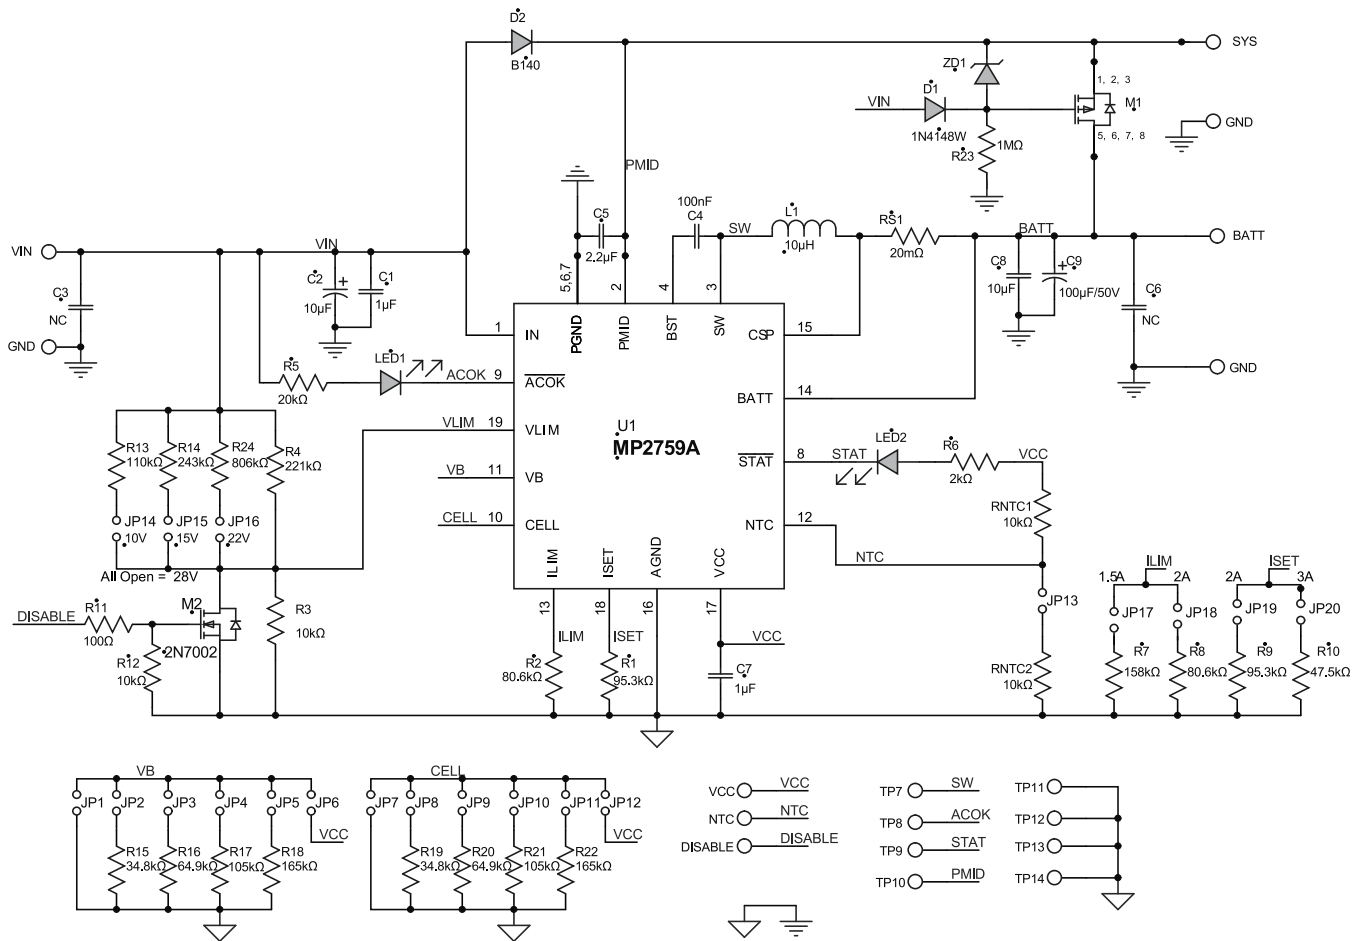 D2
B140
SYS
ZD1
1, 2, 3
VIN
D1
M1
GND
1N4148W
R23
1MΩ
5, 6, 7, 8
PMID
100nF
C4
L1
10µH
RS1
20mΩ
BATT
BATT
VIN
VIN
C5
2.2µF
SW
C3
NC
C2
10µF
C1
1µF
5,6,7
2
4
3
C8
10µF
C9
100µF/50V
C6
NC
GND
GND
1
IN
PGND
PMID
BST
SW
CSP
15
R5
20kΩ
LED1
ACOK
9
ACOK
BATT
14
VLIM
19
VLIM
U1
MP2759A
R13
110kΩ
R14
243kΩ
R24
806kΩ
R4
221kΩ
VB
11
VB
STAT
8
STAT
LED2
R6
2kΩ
VCC
JP14
10V
JP15
15V
JP16
22V
CELL
10
CELL
NTC
12
RNTC1
10kΩ
NTC
ILIM
ISET
AGND
VCC
All Open = 28V
13
18
16
17
1.5A
ILIM
2A
2A
ISET
3A
JP13
JP17
JP18
JP19
JP20
DISABLE
R11
100Ω
M2
2N7002
R3
10kΩ
R12
10kΩ
ILIM
ISET
VCC
R2
80.6kΩ
R1
95.3kΩ
C7
1µF
RNTC2
10kΩ
R7
158kΩ
R8
80.6kΩ
R9
95.3kΩ
R10
47.5kΩ
VB
JP1
JP2
JP3
JP4
JP5
JP6
VCC
R15
34.8kΩ
R16
64.9kΩ
R17
105kΩ
R18
165kΩ
CELL
JP7
JP8
JP9
JP10
JP11
JP12
VCC
R19
34.8kΩ
R20
64.9kΩ
R21
105kΩ
R22
165kΩ
VCC
VCC
NTC
NTC
DISABLE
DISABLE
TP7
SW
TP8
ACOK
TP9
STAT
TP10
PMID
TP11
TP12
TP13
TP14